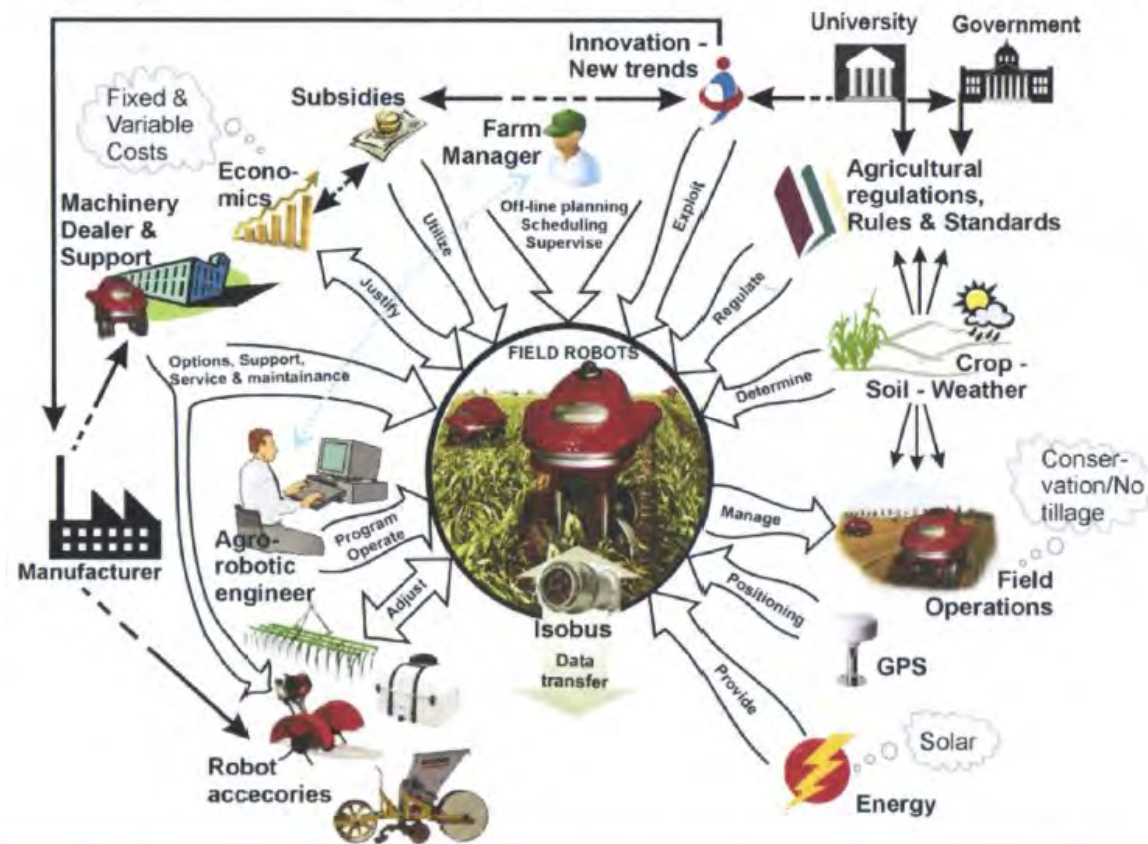 University
Government
Innovation -
New trends
Subsidies
Fixed &
Variable
Costs
Farm
Manager
Econo-
mics
Agricultural
regulations,
Rules & Standards
Machinery
Dealer &
Support
Off-line planning
Scheduling
Supervise
Utilize
Exploit
Justify
Regulate
FIELD ROBOTS
Options, Support,
Service & maintainance
Determine
Crop -
Soil - Weather
Conser-
vation/No
tillage
Manage
Program
Operate
Agro-
robotic
engineer
Manufacturer
Adjust
Positioning
Field
Operations
Isobus
Data
transfer
GPS
Provide
Solar
Robot
accecories
Energy